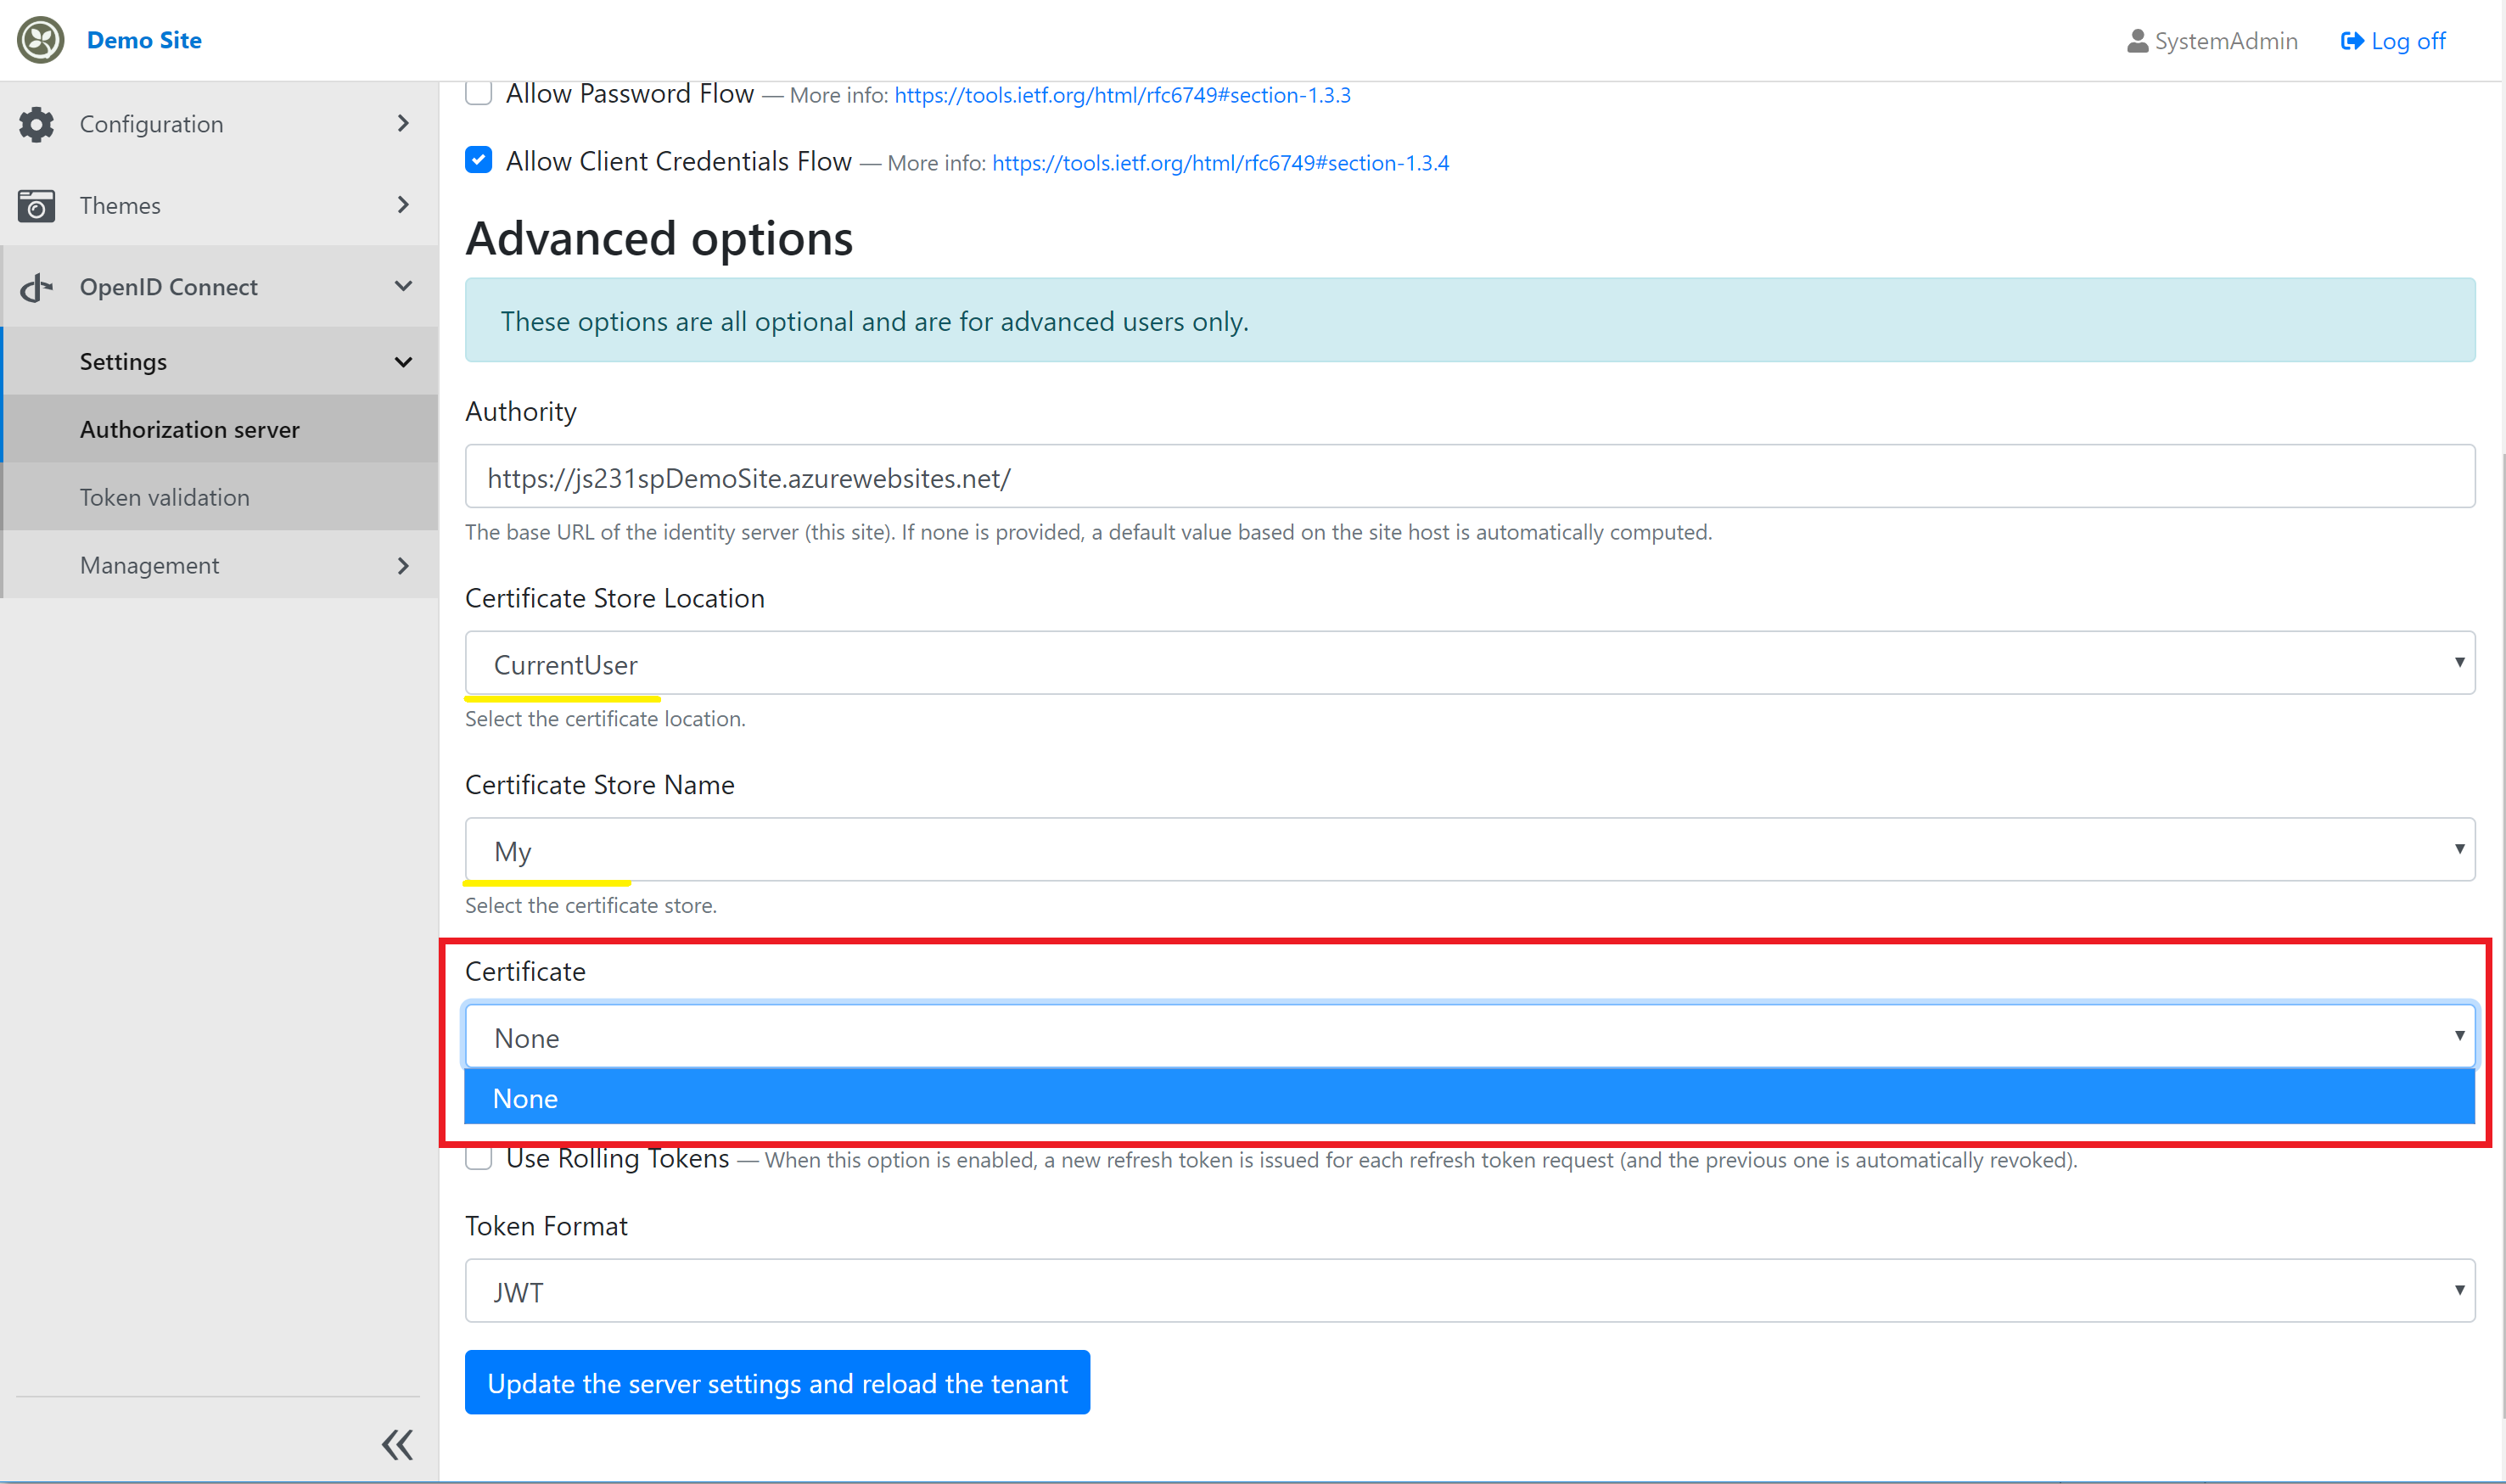 Demo Site
SystemAdmin
Log off
Configuration
Themes
OpenID Connect
Settings
Authorization server
Token validation
Management
Allow Password Flow — More info: https://tools.ietf.org/html/rfc6749#section-1.3.3
Allow Client Credentials Flow — More info: https://tools.ietf.org/html/rfc6749#section-1.3.4
Advanced options
These options are all optional and are for advanced users only.
Authority
https://js231spDemoSite.azurewebsites.net/
The base URL of the identity server (this site). If none is provided, a default value based on the site host is automatically computed.
Certificate Store Location
CurrentUser
Select the certificate location.
Certificate Store Name
My
Select the certificate store.
Certificate
None
None
Use Rolling Tokens — When this option is enabled, a new refresh token is issued for each refresh token request (and the previous one is automatically revoked).
Token Format
JWT
Update the server settings and reload the tenant